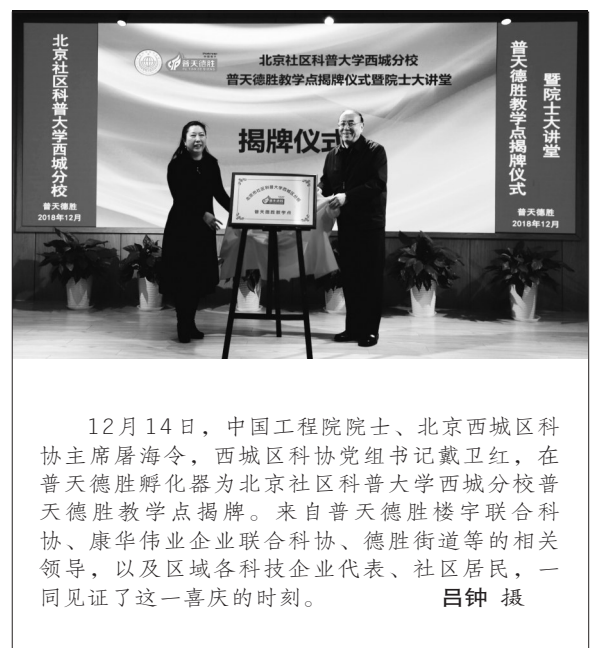 北京社区科普大学西城分校
普天德胜
2018年12月
普天德胜
北京社区科普大学西城分校
普天德胜教学点揭牌仪式暨院士大讲堂
揭牌仪式
普天德胜教学点
暨院士大讲堂
普天德胜教学点揭牌仪式
普天德胜
2018年12月
12月14日，中国工程院院士、北京西城区科
协主席屠海令，西城区科协党组书记戴卫红，在
普天德胜孵化器为北京社区科普大学西城分校普
天德胜教学点揭牌。来自普天德胜楼宇联合科
协、康华伟业企业联合科协、德胜街道等的相关
领导，以及区域各科技企业代表、社区居民，一
同见证了这一喜庆的时刻。 吕钟 摄